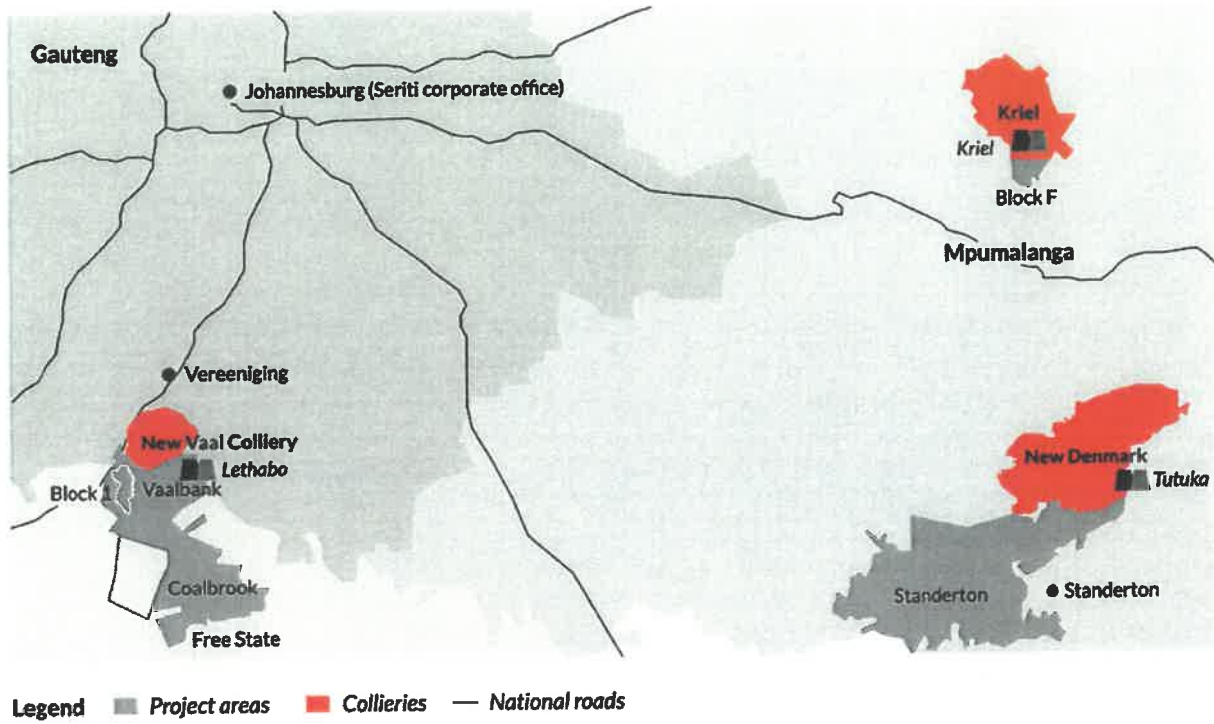 Gauteng
Johannesburg (Seriti corporate office)
Kriel
Kriel
Block F
Mpumalanga
Vereeniging
New Vaal Colliery
Lethabo
Block 1
Vaalbank
Coalbrook
Free State
New Denmark
Tutuka
Standerton
Standerton
Legend Project areas Collieries National roads